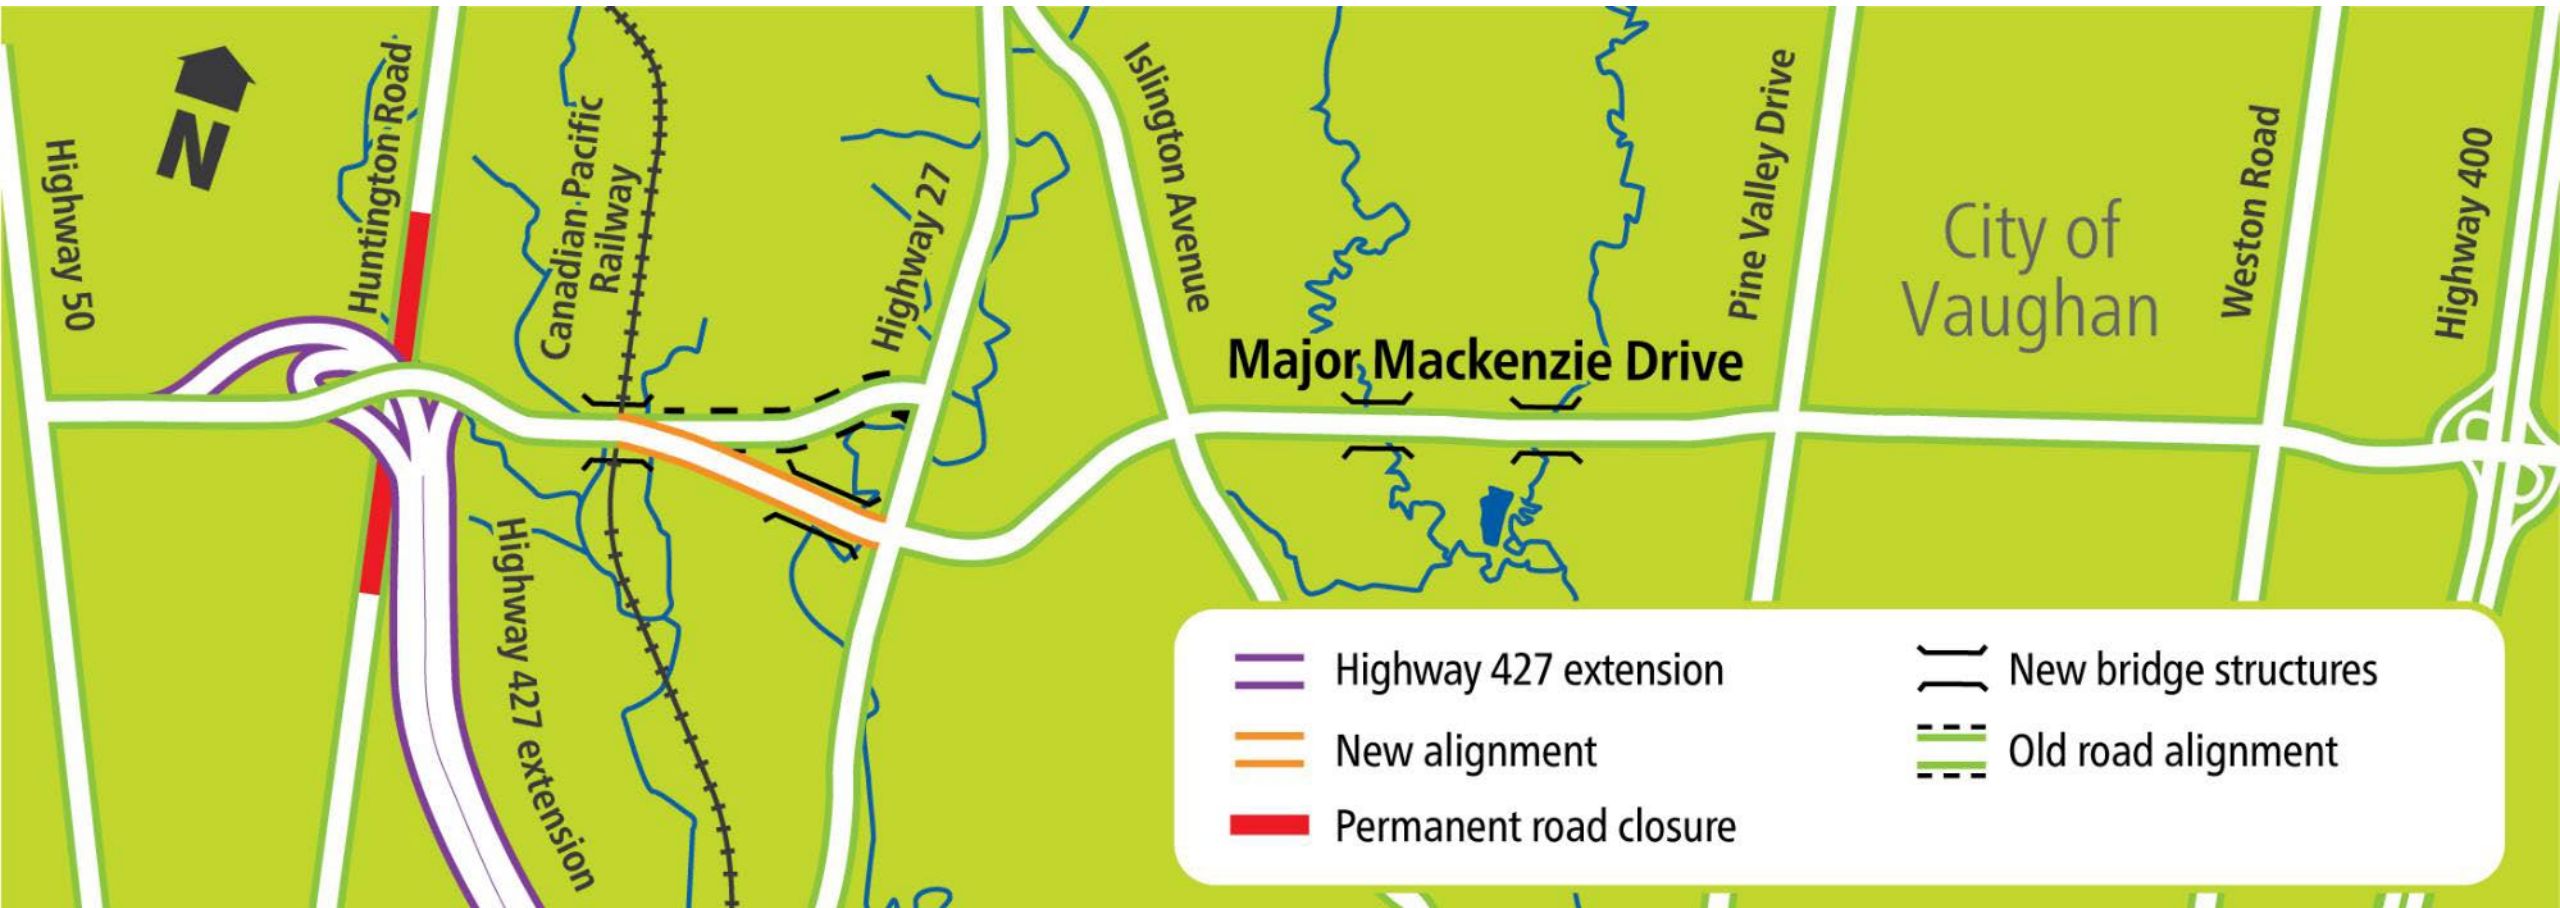 N
Highway 50
Huntington Road
Canadian Pacific
Railway
Highway 27
Islington Avenue
Pine Valley Drive
City of
Vaughan
Weston Road
Highway 400
Major Mackenzie Drive
Highway 427 extension
Highway 427 extension
New alignment
Permanent road closure
New bridge structures
Old road alignment